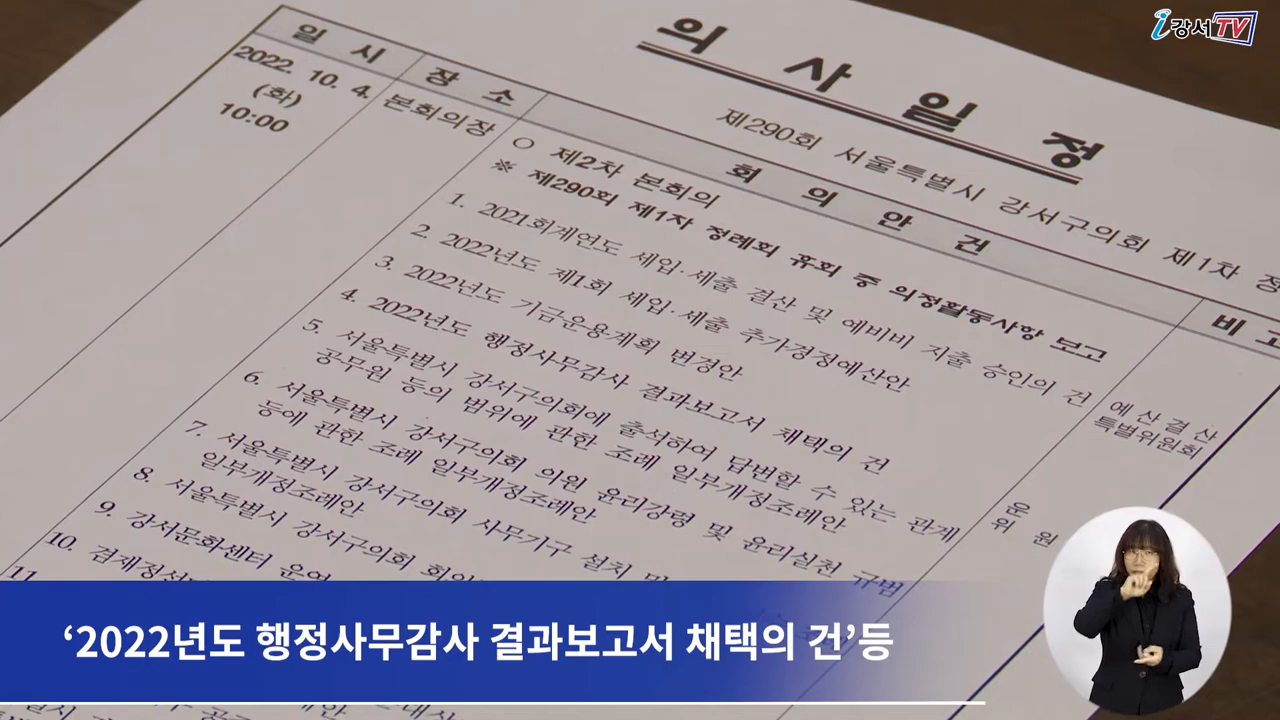 i강서TV
의사일정
제290회 서울특별시 강서구의회 제1차
일 시 장 소 회 의 안 건 비 고
2022. 10. 4.
(화)
10:00
본회의장
○ 제2차 본회의
※ 제290회 제1차 정례회 휴회 중 의정활동사항 보고
1. 2021회계연도 세입·세출 결산 및 예비비 지출 승인의 건
2. 2022년도 제1회 세입·세출 추가경정예산안
3. 2022년도 기금운용계획 변경안
예산결산
특별위원회
4. 2022년도 행정사무감사 결과보고서 채택의 건
5. 서울특별시 강서구의회에 출석하여 답변할 수 있는 관계
공무원 등의 범위에 관한 조례 일부개정조례안
6. 서울특별시 강서구의회 의원 윤리강령 및 윤리실천 규범
등에 관한 조례 일부개정조례안
7. 서울특별시 강서구의회 사무기구 설치 및
일부개정조례안
8. 서울특별시 강서구의회
9. 강서문화센터 운영
10. 겸재정선
11.
운
위 원
‘2022년도 행정사무감사 결과보고서 채택의 건’등